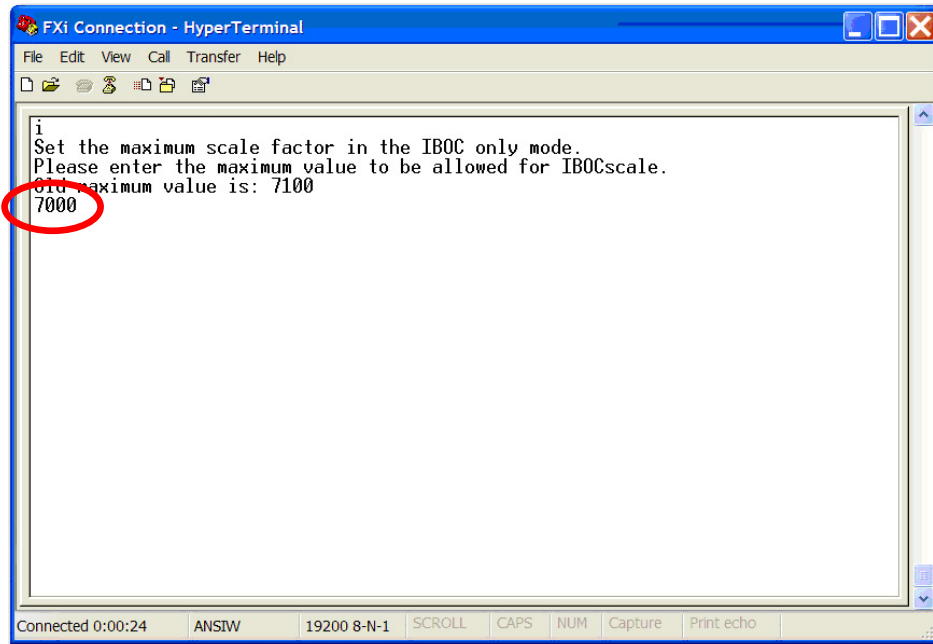 FXi Connection - HyperTerminal
File Edit View Call Transfer Help
i
Set the maximum scale factor in the IBOC only mode.
Please enter the maximum value to be allowed for IBOCscale.
Old maximum value is: 7100
7000
Connected 0:00:24 ANSIW 19200 8-N-1 SCROLL CAPS NUM Capture Print echo